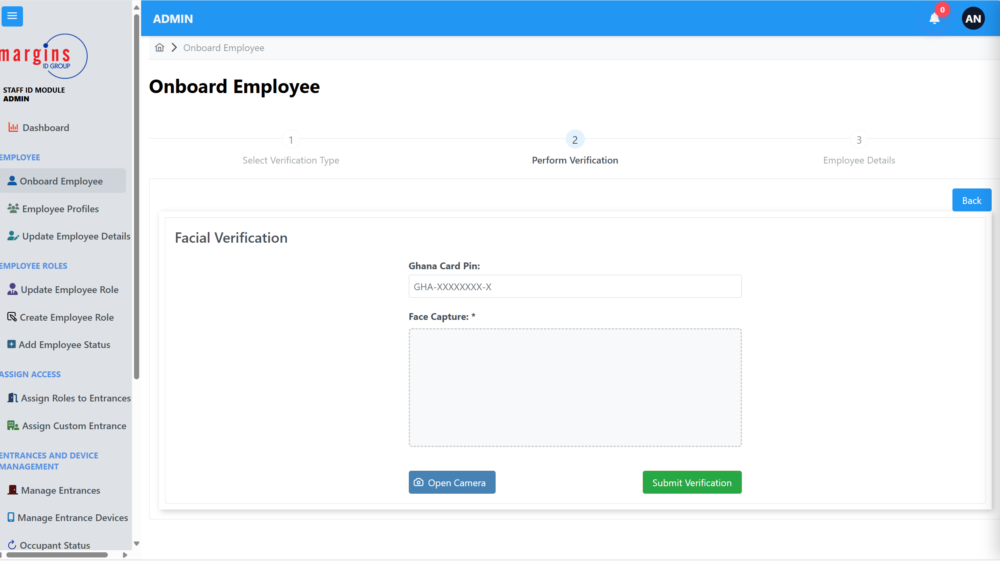 ADMIN
0
AN
margins
ID GROUP
STAFF ID MODULE
ADMIN
Dashboard
EMPLOYEE
Onboard Employee
Employee Profiles
Update Employee Details
EMPLOYEE ROLES
Update Employee Role
Create Employee Role
Add Employee Status
ASSIGN ACCESS
Assign Roles to Entrances
Assign Custom Entrance
ENTRANCES AND DEVICE
MANAGEMENT
Manage Entrances
Manage Entrance Devices
Occupant Status
Onboard Employee
Onboard Employee
1
Select Verification Type
2
Perform Verification
3
Employee Details
Back
Facial Verification
Ghana Card Pin:
GHA-XXXXXXXX-X
Face Capture: *
Open Camera
Submit Verification